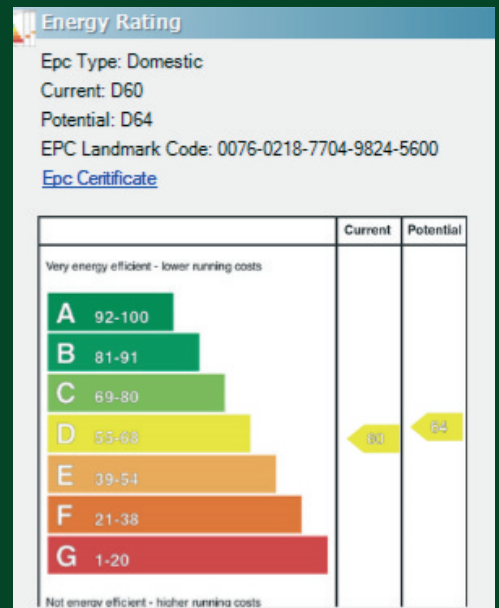 Energy Rating
Epc Type: Domestic
Current: D60
Potential: D64
EPC Landmark Code: 0076-0218-7704-9824-5600
Epc Ceritificate
Current Potential
Very energy efficient - lower running costs
A 92-100
B 81-91
C 69-80
D 55-68
60
64
E 39-54
F 21-38
G 1-20
Not energy efficient - higher running costs